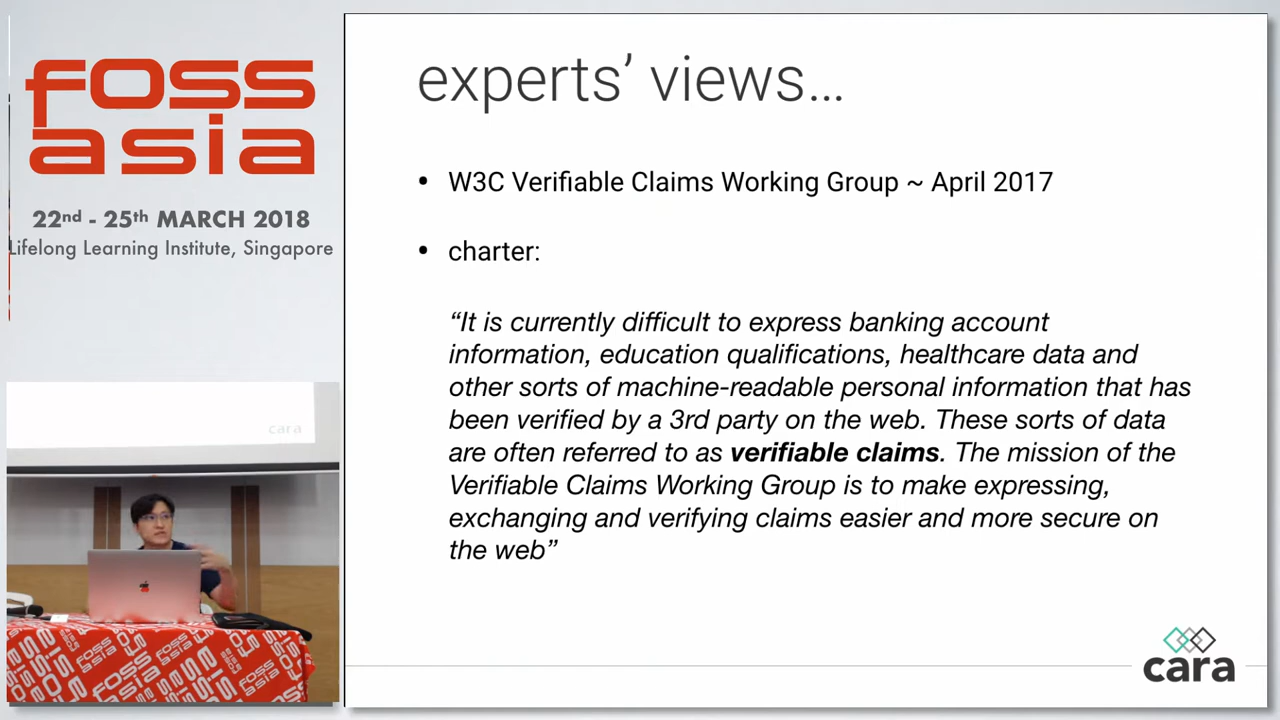 foss
asia
22nd - 25th MARCH 2018
Lifelong Learning Institute, Singapore
experts’ views…
• W3C Verifiable Claims Working Group ~ April 2017
• charter:
“It is currently difficult to express banking account
information, education qualifications, healthcare data and
other sorts of machine-readable personal information that has
been verified by a 3rd party on the web. These sorts of data
are often referred to as verifiable claims. The mission of the
Verifiable Claims Working Group is to make expressing,
exchanging and verifying claims easier and more secure on
the web”
cara
cara
FOSS
ASIA